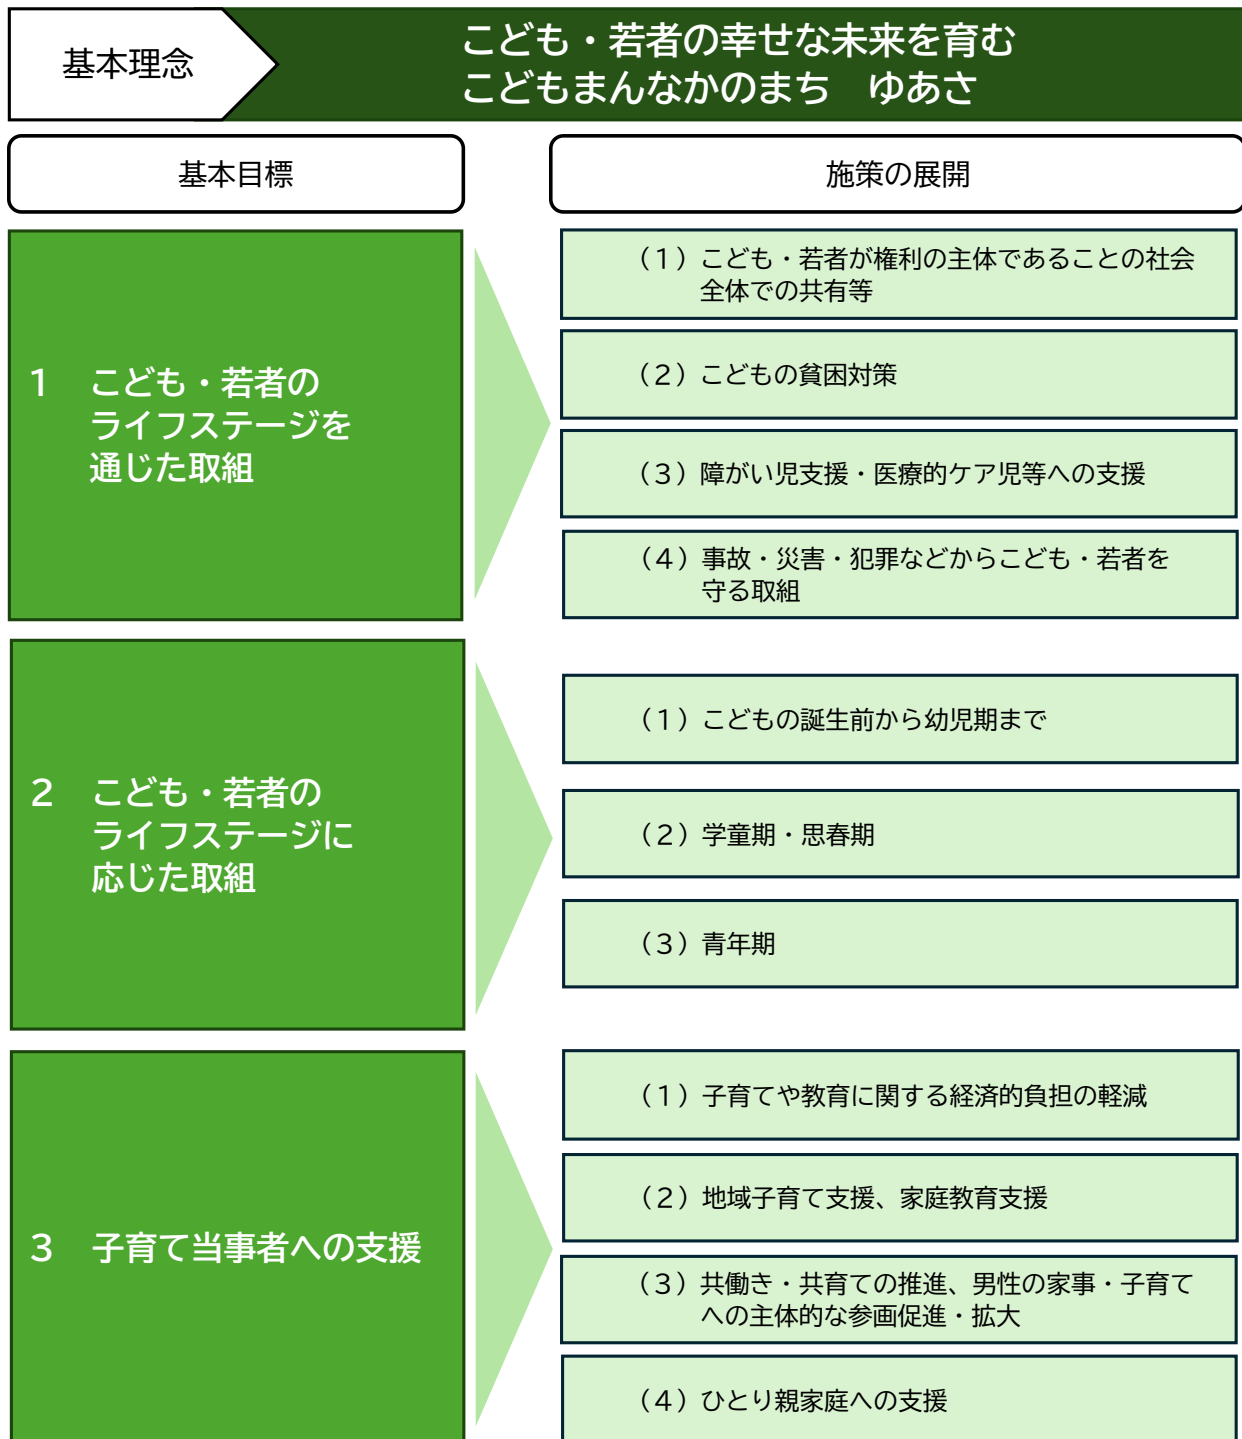 基本理念
こども・若者の幸せな未来を育む
こどもまんなかのまち　ゆあさ
基本目標
施策の展開
1　こども・若者の
ライフステージを
通じた取組
（１）こども・若者が権利の主体であることの社会
全体での共有等
（２）こどもの貧困対策
（３）障がい児支援・医療的ケア児等への支援
（４）事故・災害・犯罪などからこども・若者を
守る取組
2　こども・若者の
ライフステージに
応じた取組
（１）こどもの誕生前から幼児期まで
（２）学童期・思春期
（３）青年期
3　子育て当事者への支援
（１）子育てや教育に関する経済的負担の軽減
（２）地域子育て支援、家庭教育支援
（３）共働き・共育ての推進、男性の家事・子育て
への主体的な参画促進・拡大
（４）ひとり親家庭への支援